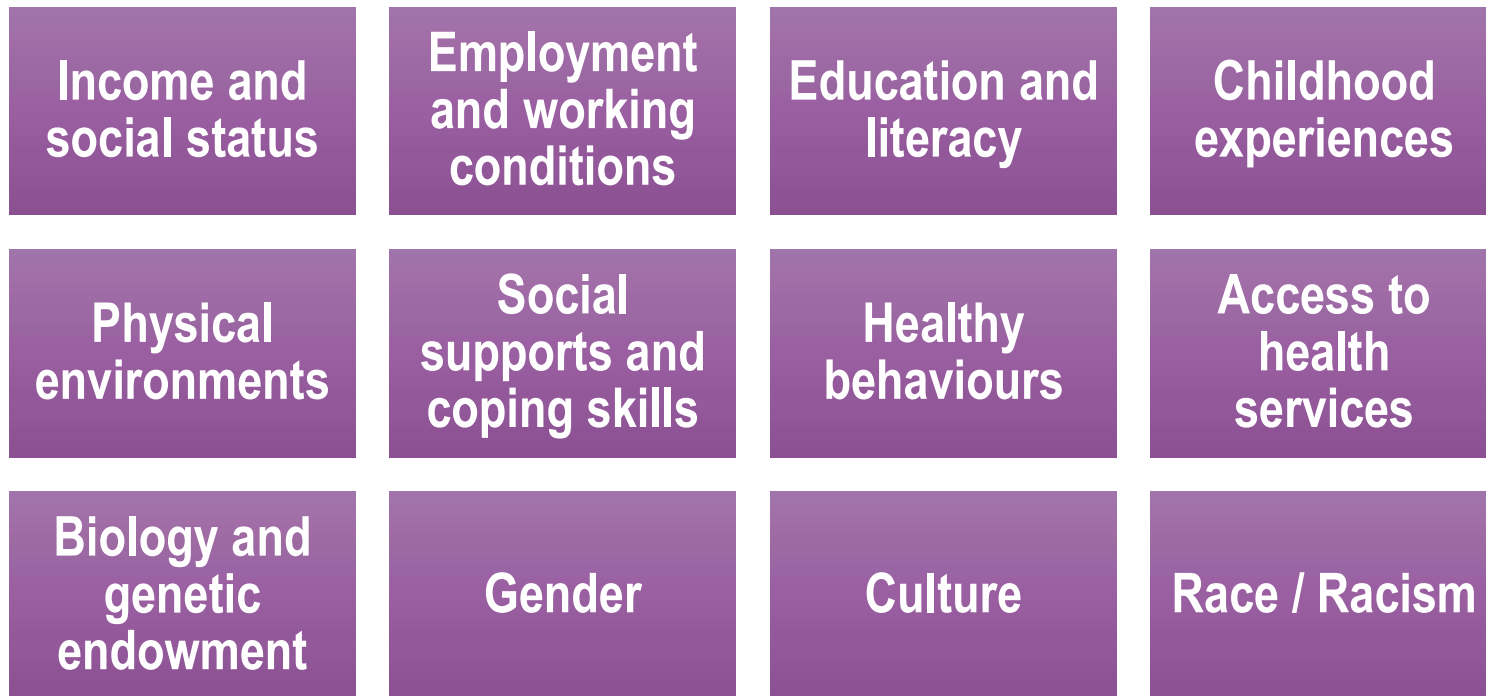 Income and
social status
Employment
and working
conditions
Education and
literacy
Childhood
experiences
Physical
environments
Social
supports and
coping skills
Healthy
behaviours
Access to
health
services
Biology and
genetic
endowment
Gender
Culture
Race / Racism